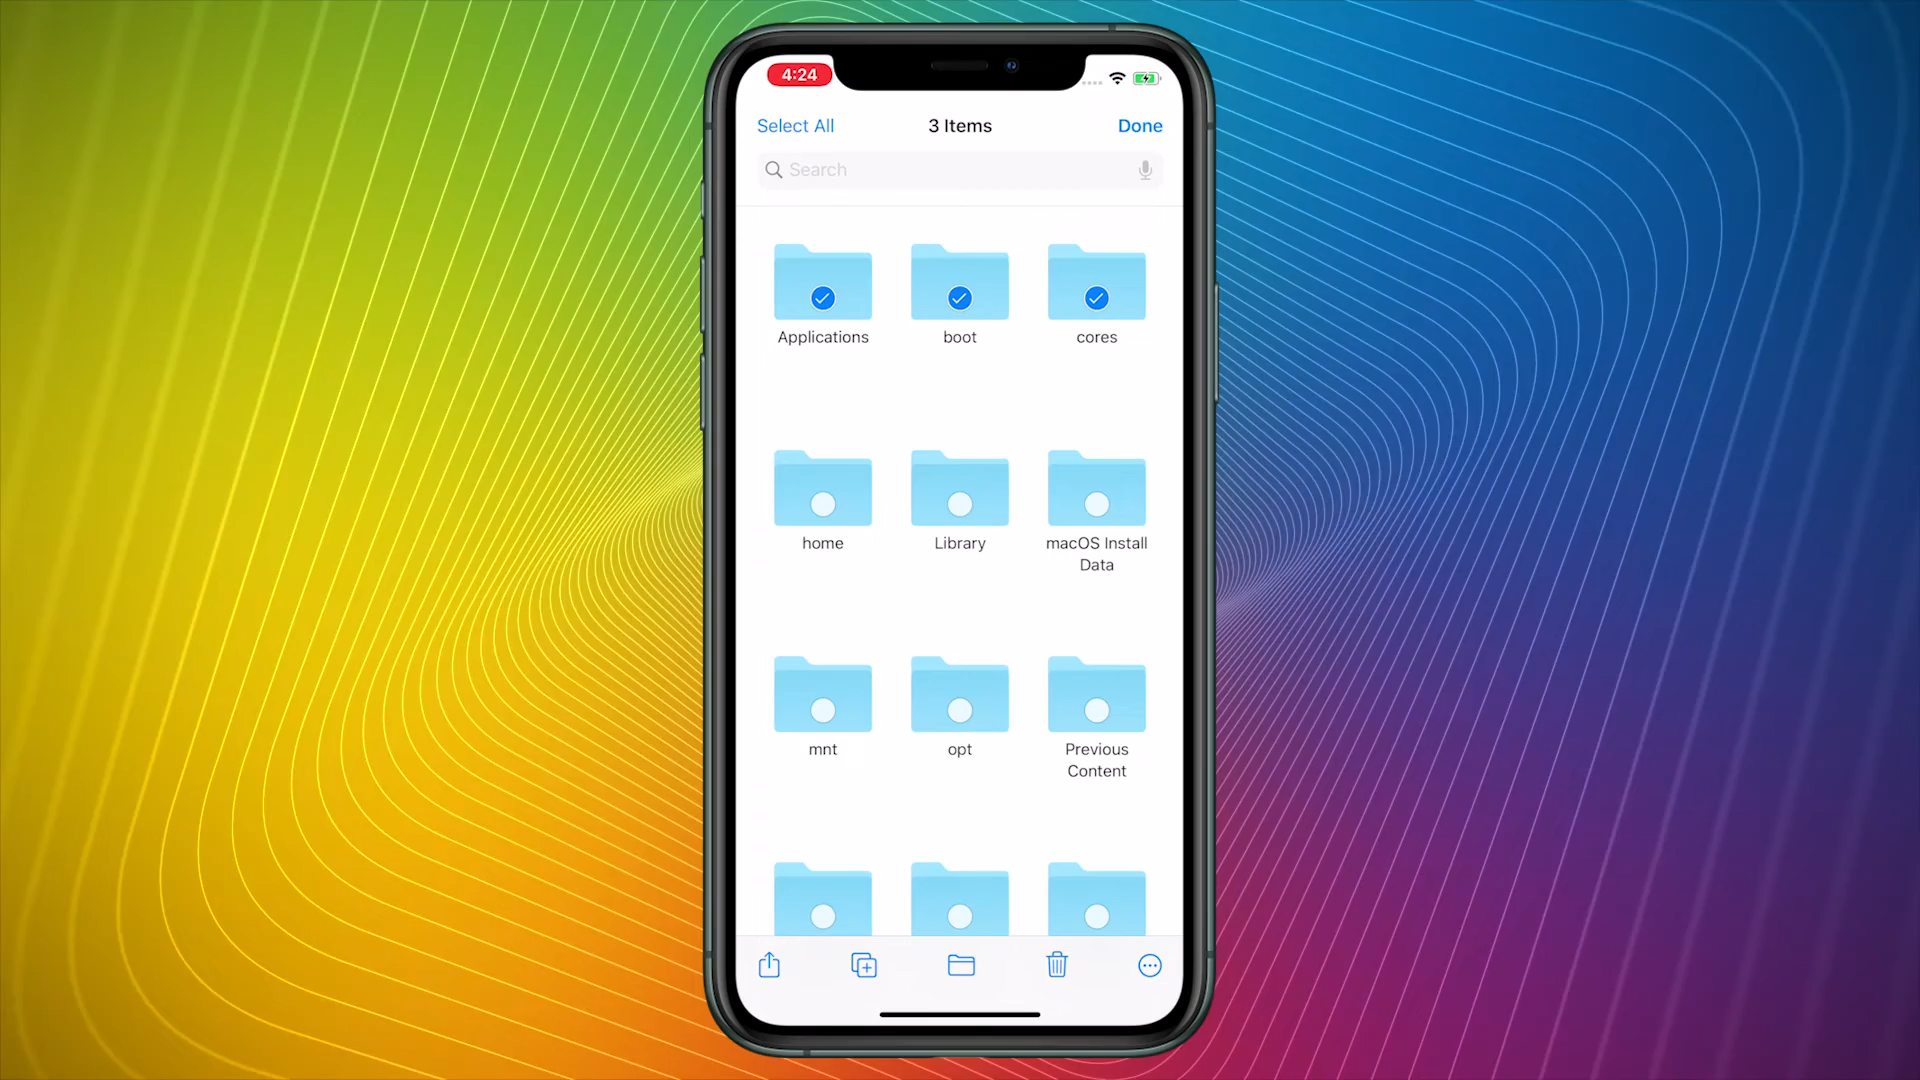 4:24
Select All
3 Items
Done
Search
Applications
boot
cores
home
Library
macOS Install
Data
mnt
opt
Previous
Content